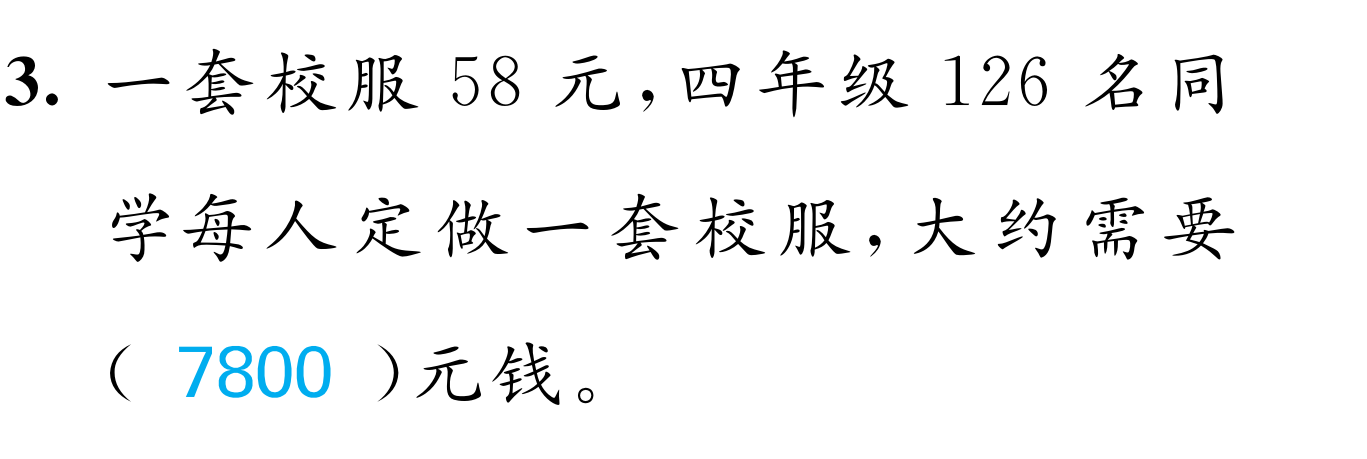 3. 一套校服 58 元,四年级 126 名同
学每人定做一套校服,大约需要
( 7800 )元钱。